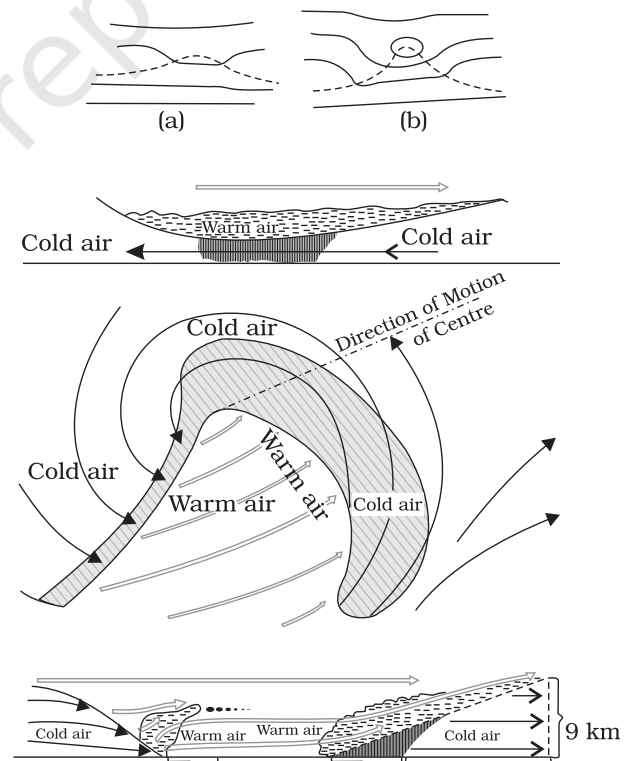 rep
(a)
(b)
Warm air
Cold air
Cold air
Direction of Motion
of Centre
Cold air
Cold air
Warm air
Warm air
Cold air
Cold air
Warm air
Warm air
Cold air
9 km